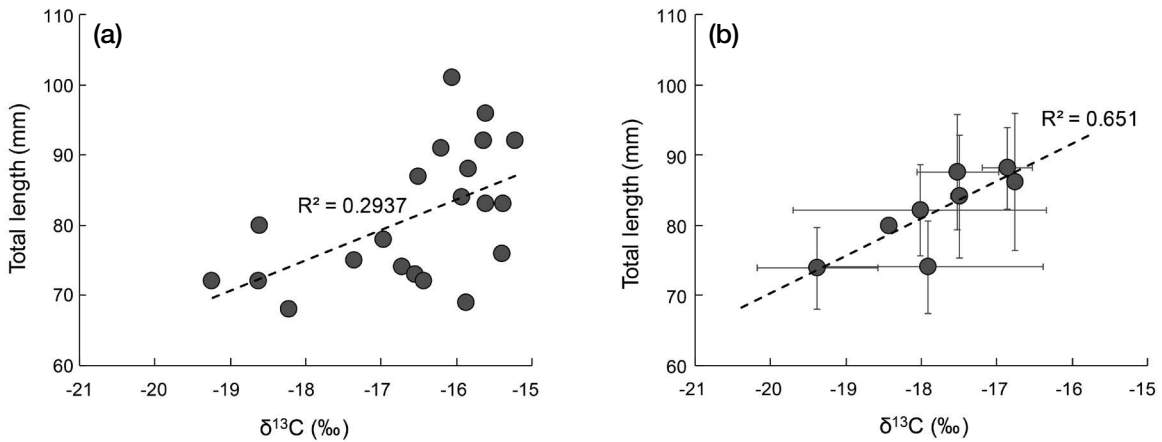 (a)
Total length (mm)
110
100
90
80
70
60
R² = 0.2937
-21 -20 -19 -18 -17 -16 -15
δ¹³C (‰)
(b)
Total length (mm)
110
100
90
80
70
60
R² = 0.651
-21 -20 -19 -18 -17 -16 -15
δ¹³C (‰)